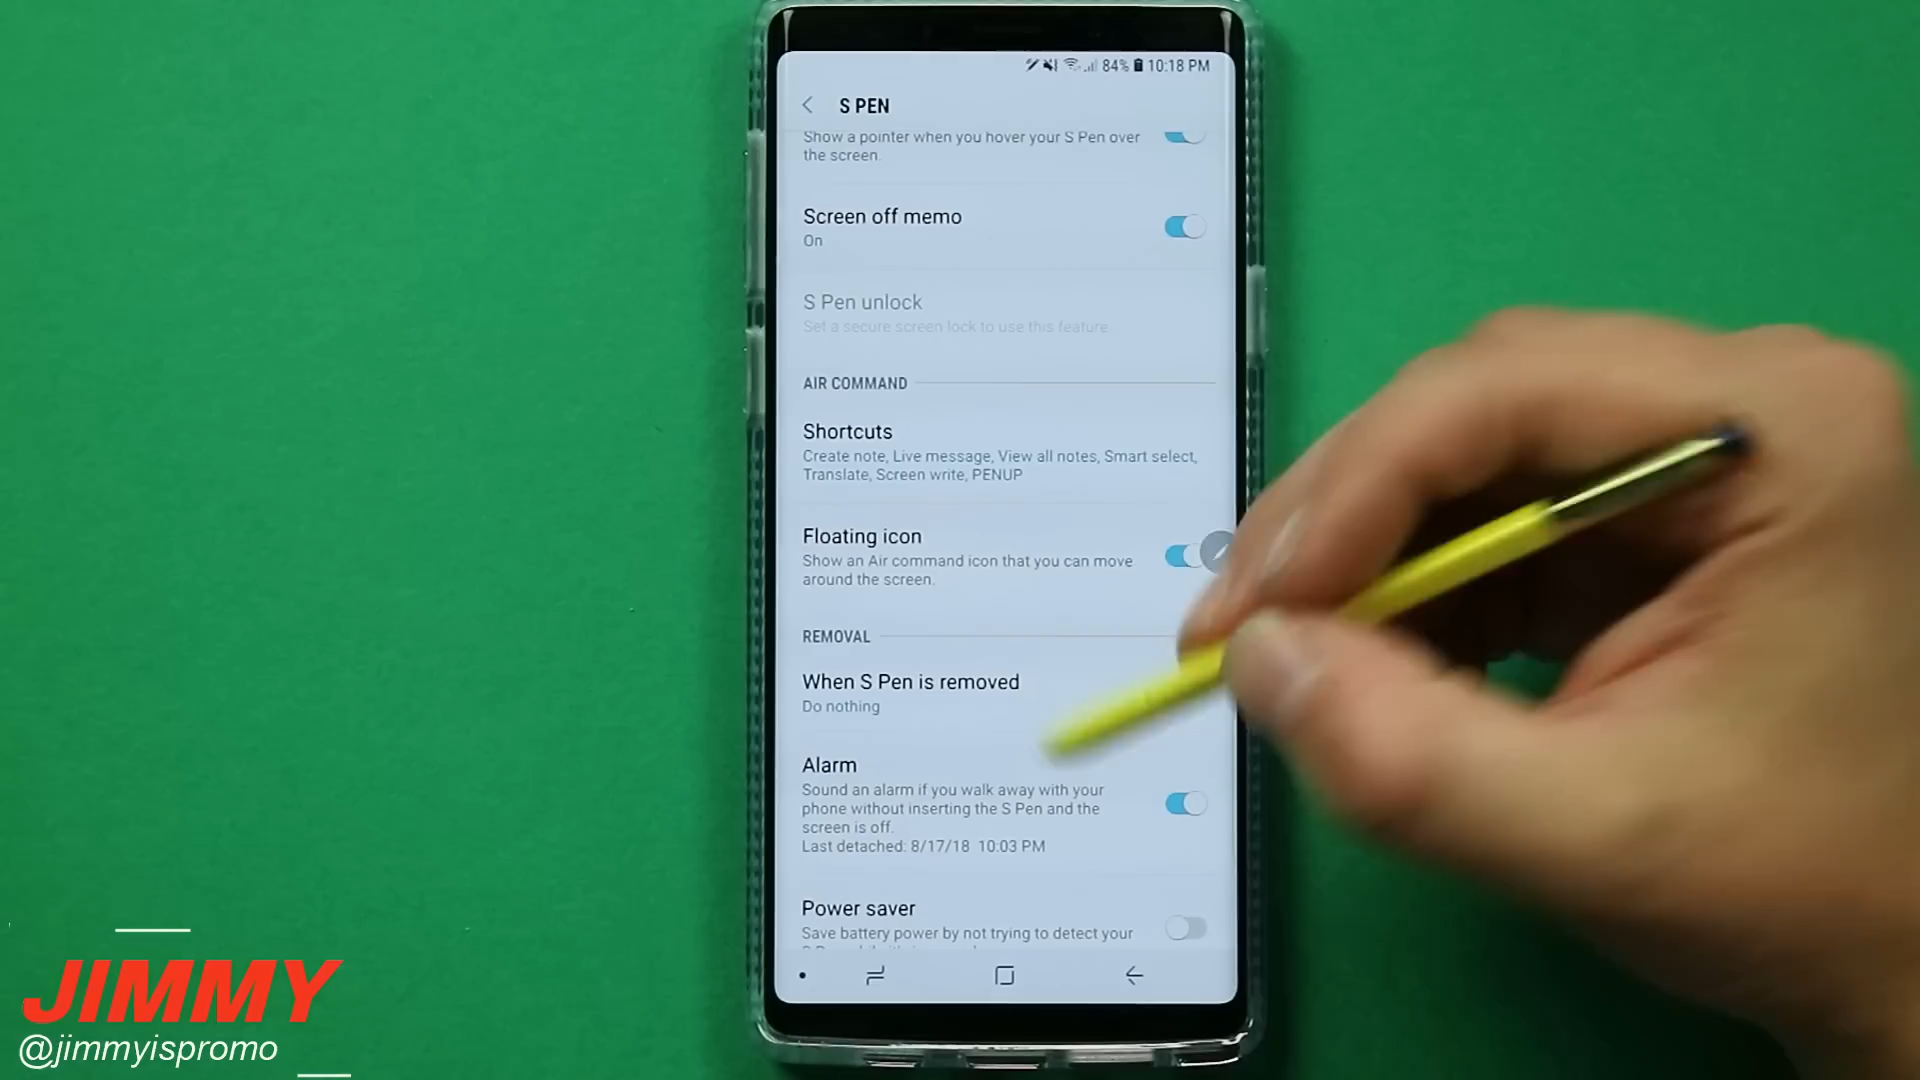 84% 10:18 PM
S PEN
Show a pointer when you hover your S Pen over
the screen.
Screen off memo
On
S Pen unlock
Set a secure screen lock to use this feature
AIR COMMAND
Shortcuts
Create note, Live message, View all notes, Smart select,
Translate, Screen write, PENUP
Floating icon
Show an Air command icon that you can move
around the screen.
REMOVAL
When S Pen is removed
Do nothing
Alarm
Sound an alarm if you walk away with your
phone without inserting the S Pen and the
screen is off.
Last detached: 8/17/18 10:03 PM
Power saver
Save battery power by not trying to detect your
JIMMY
@jimmyispromo